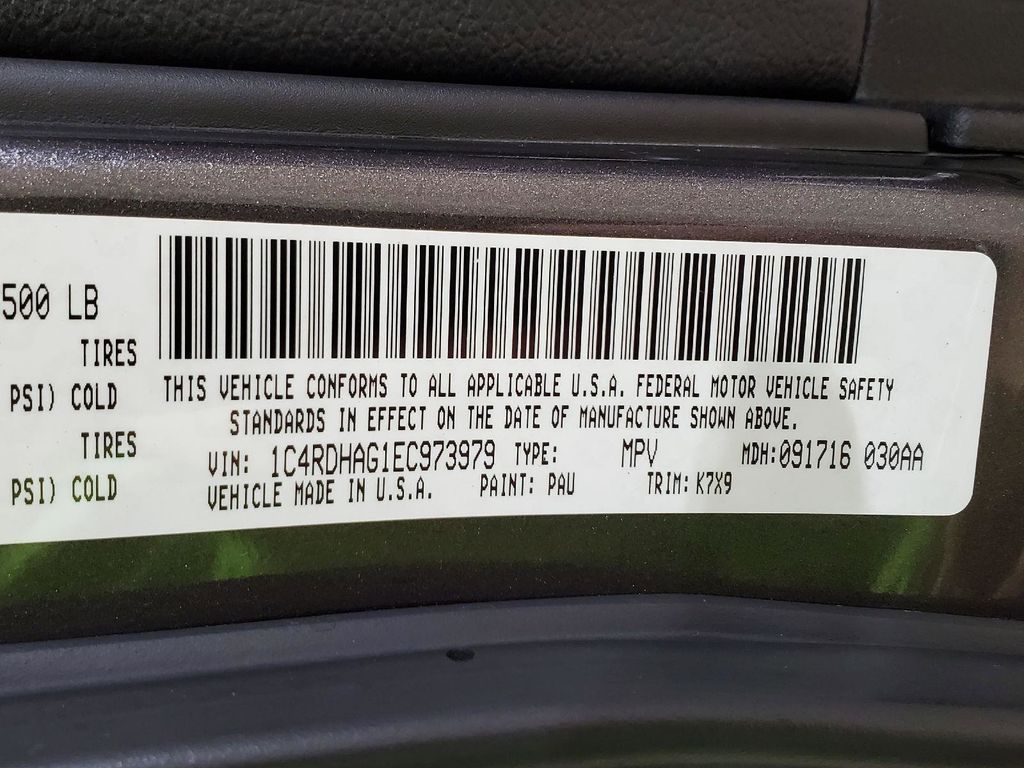 500 LB
TIRES
PSI) COLD
TIRES
PSI) COLD
THIS VEHICLE CONFORMS TO ALL APPLICABLE U.S.A. FEDERAL MOTOR VEHICLE SAFETY
STANDARDS IN EFFECT ON THE DATE OF MANUFACTURE SHOWN ABOVE.
VIN: 1C4RDHAG1EC973979 TYPE: MPV MDH:091716 030AA
VEHICLE MADE IN U.S.A. PAINT: PAU TRIM: K7X9